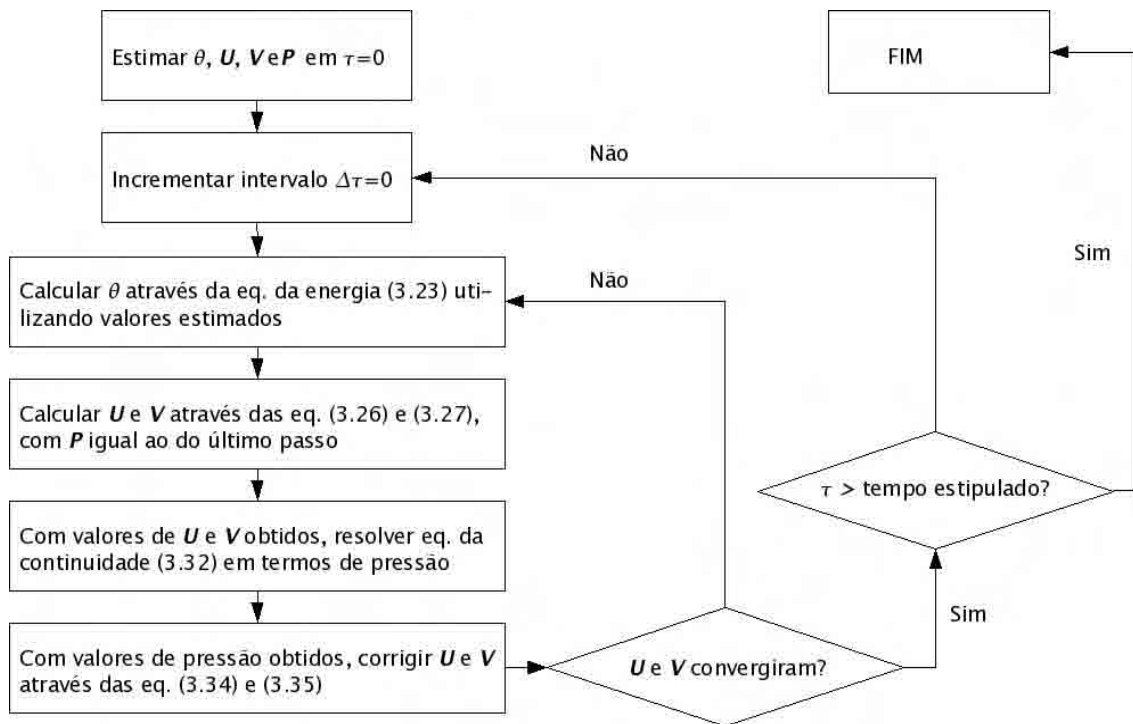 Estimar θ, U, V e P em τ=0
Incrementar intervalo Δτ=0
Calcular θ através da eq. da energia (3.23) uti-
lizando valores estimados
Calcular U e V através das eq. (3.26) e (3.27),
com P igual ao do último passo
Com valores de U e V obtidos, resolver eq. da
continuidade (3.32) em termos de pressão
Com valores de pressão obtidos, corrigir U e V
através das eq. (3.34) e (3.35)
U e V convergiram?
Não
Sim
τ > tempo estipulado?
Não
Sim
FIM